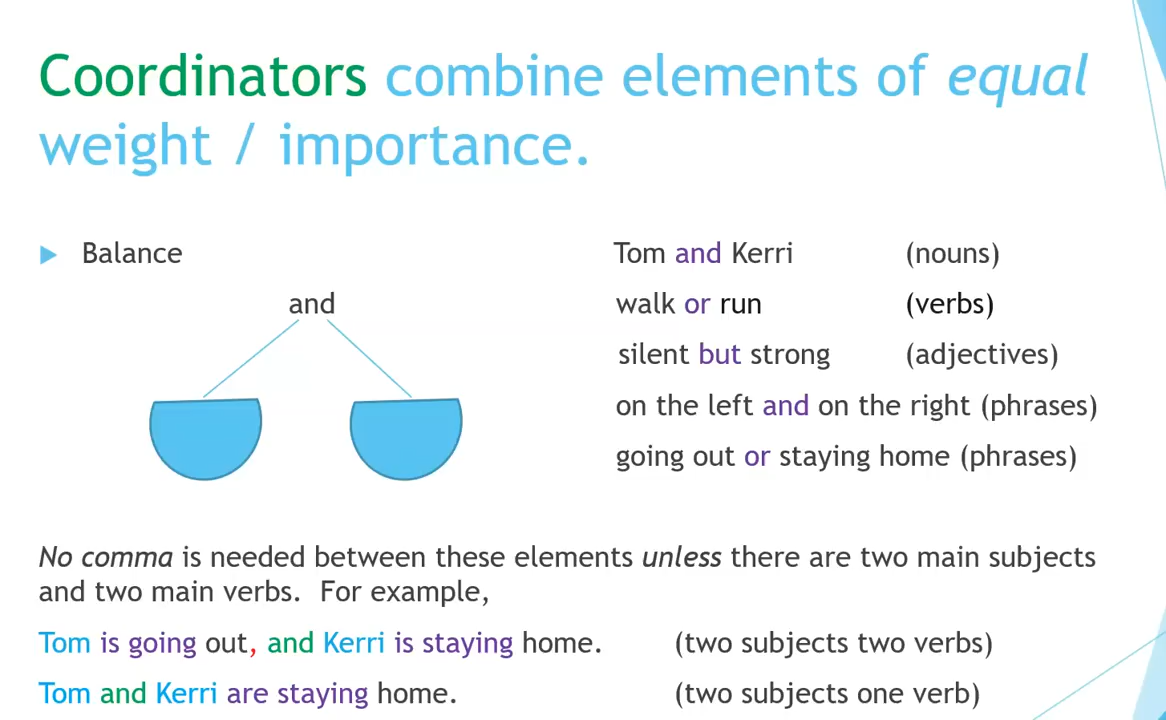 Coordinators combine elements of equal
weight / importance.
Balance
and
Tom and Kerri (nouns)
walk or run (verbs)
silent but strong (adjectives)
on the left and on the right (phrases)
going out or staying home (phrases)
No comma is needed between these elements unless there are two main subjects
and two main verbs. For example,
Tom is going out, and Kerri is staying home. (two subjects two verbs)
Tom and Kerri are staying home. (two subjects one verb)